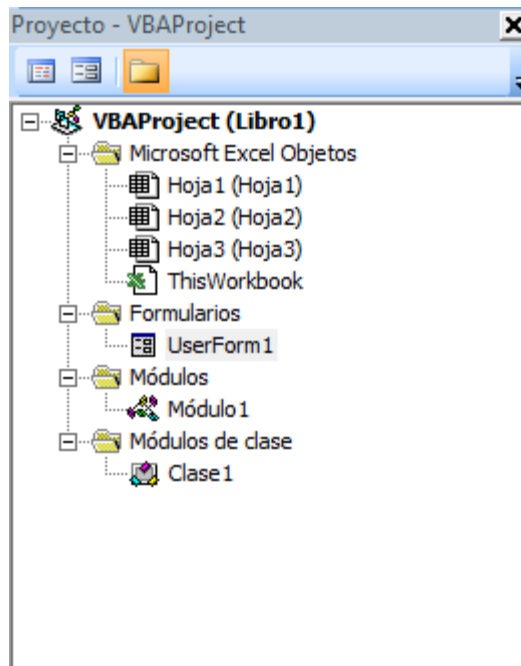 Proyecto - VBAProject
VBAProject (Libro1)
Microsoft Excel Objetos
Hoja1 (Hoja1)
Hoja2 (Hoja2)
Hoja3 (Hoja3)
ThisWorkbook
Formularios
UserForm1
Módulos
Módulo1
Módulos de clase
Clase1